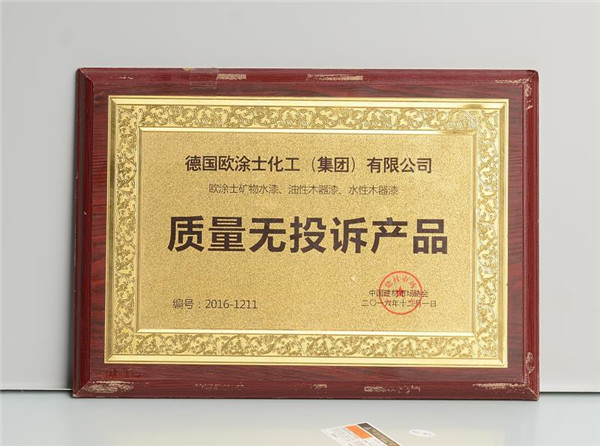 德国欧涂士化工（集团）有限公司
欧涂士矿物水漆、油性木器漆、水性木器漆
质量无投诉产品
编号：2016-1211
中国建材市场协会
二〇一六年十二月一日